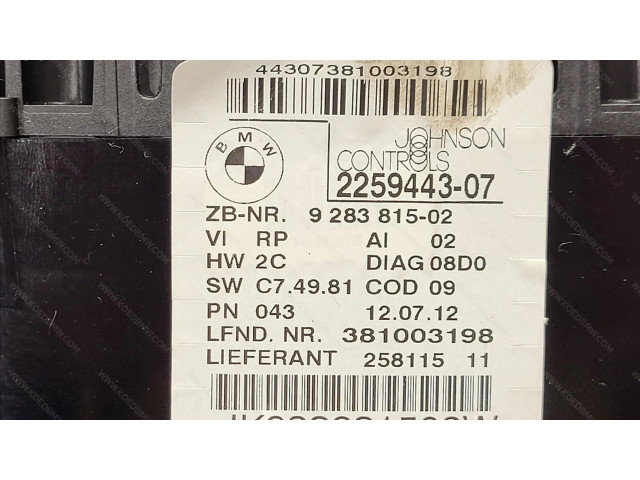 44307381003198
BMW
JOHNSON
CONTROLS
2259443-07
ZB-NR. 9 283 815-02
VI RP AI 02
HW 2C DIAG 08D0
SW C7.49.81 COD 09
PN 043 12.07.12
LFND. NR. 381003198
LIEFERANT 258115 11